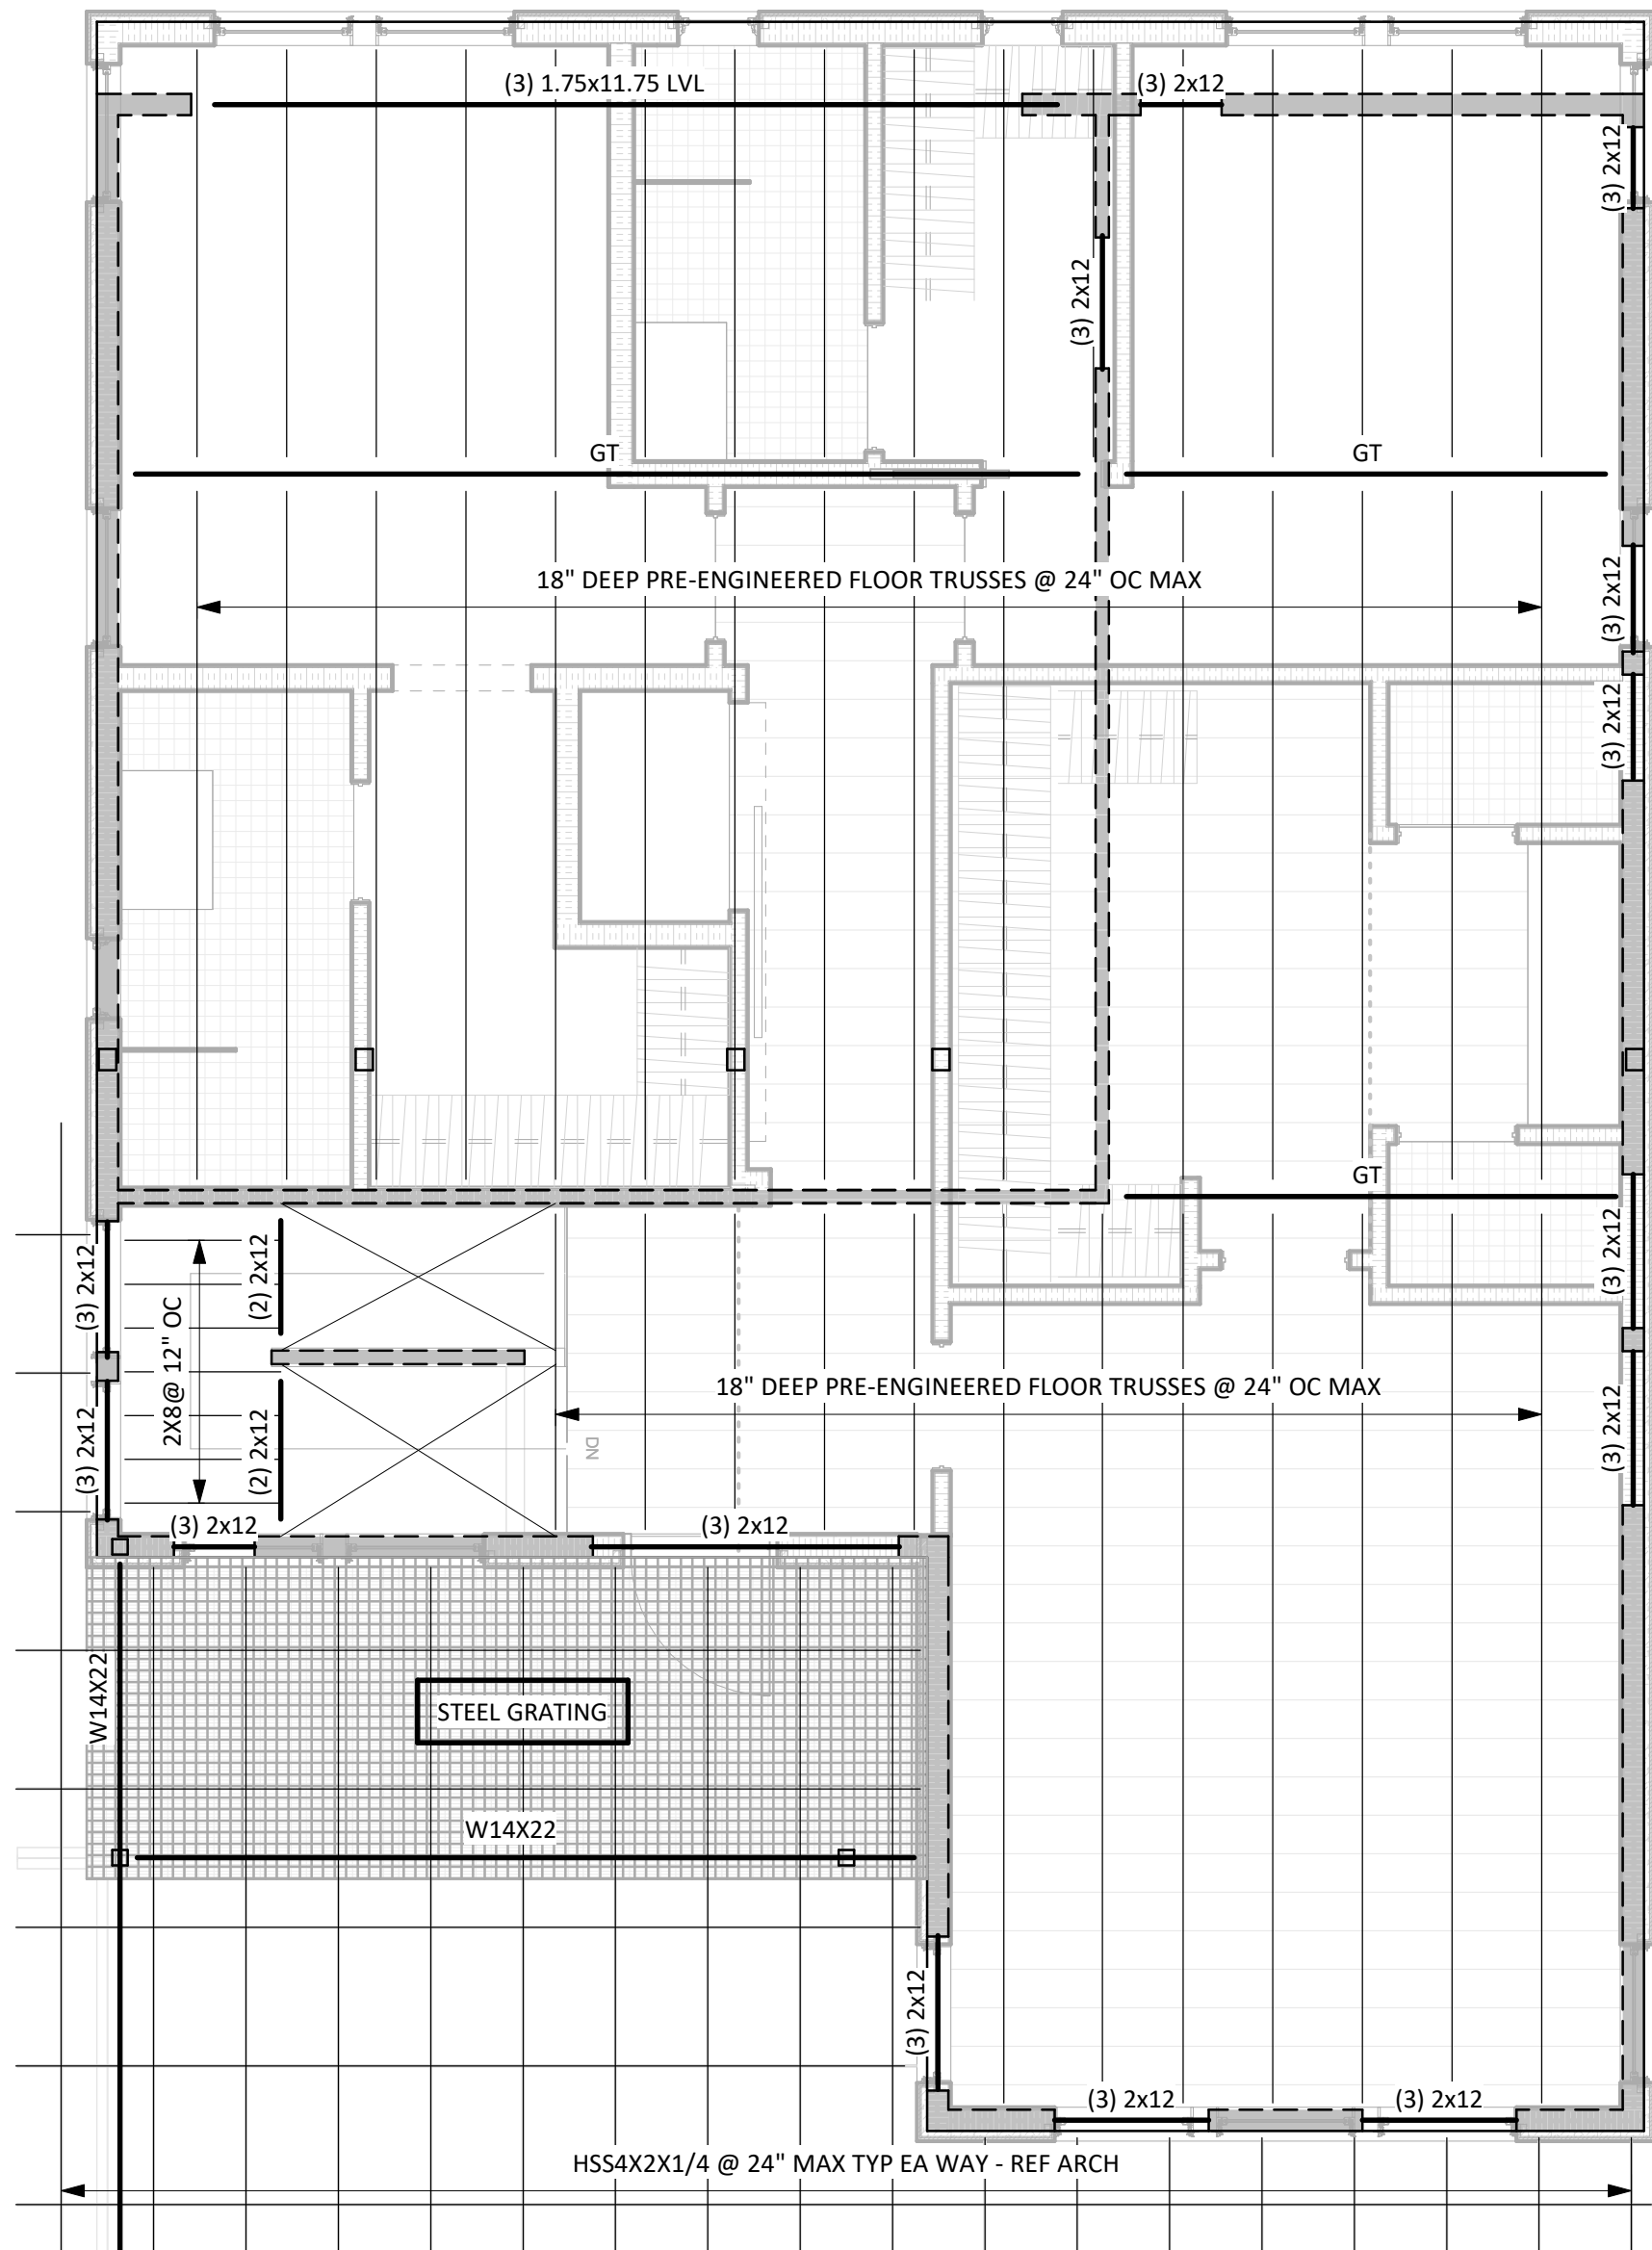 (3) 1.75x11.75 LVL
(3) 2x12
(3) 2x12
(3) 2x12
GT
GT
18" DEEP PRE-ENGINEERED FLOOR TRUSSES @ 24" OC MAX
(3) 2x12
(3) 2x12
GT
(3) 2x12
(2) 2x12
(3) 2x12
2X8@ 12" OC
18" DEEP PRE-ENGINEERED FLOOR TRUSSES @ 24" OC MAX
(3) 2x12
(2) 2x12
DN
(3) 2x12
(3) 2x12
(3) 2x12
W14X22
STEEL GRATING
W14X22
(3) 2x12
(3) 2x12
(3) 2x12
HSS4X2X1/4 @ 24" MAX TYP EA WAY - REF ARCH